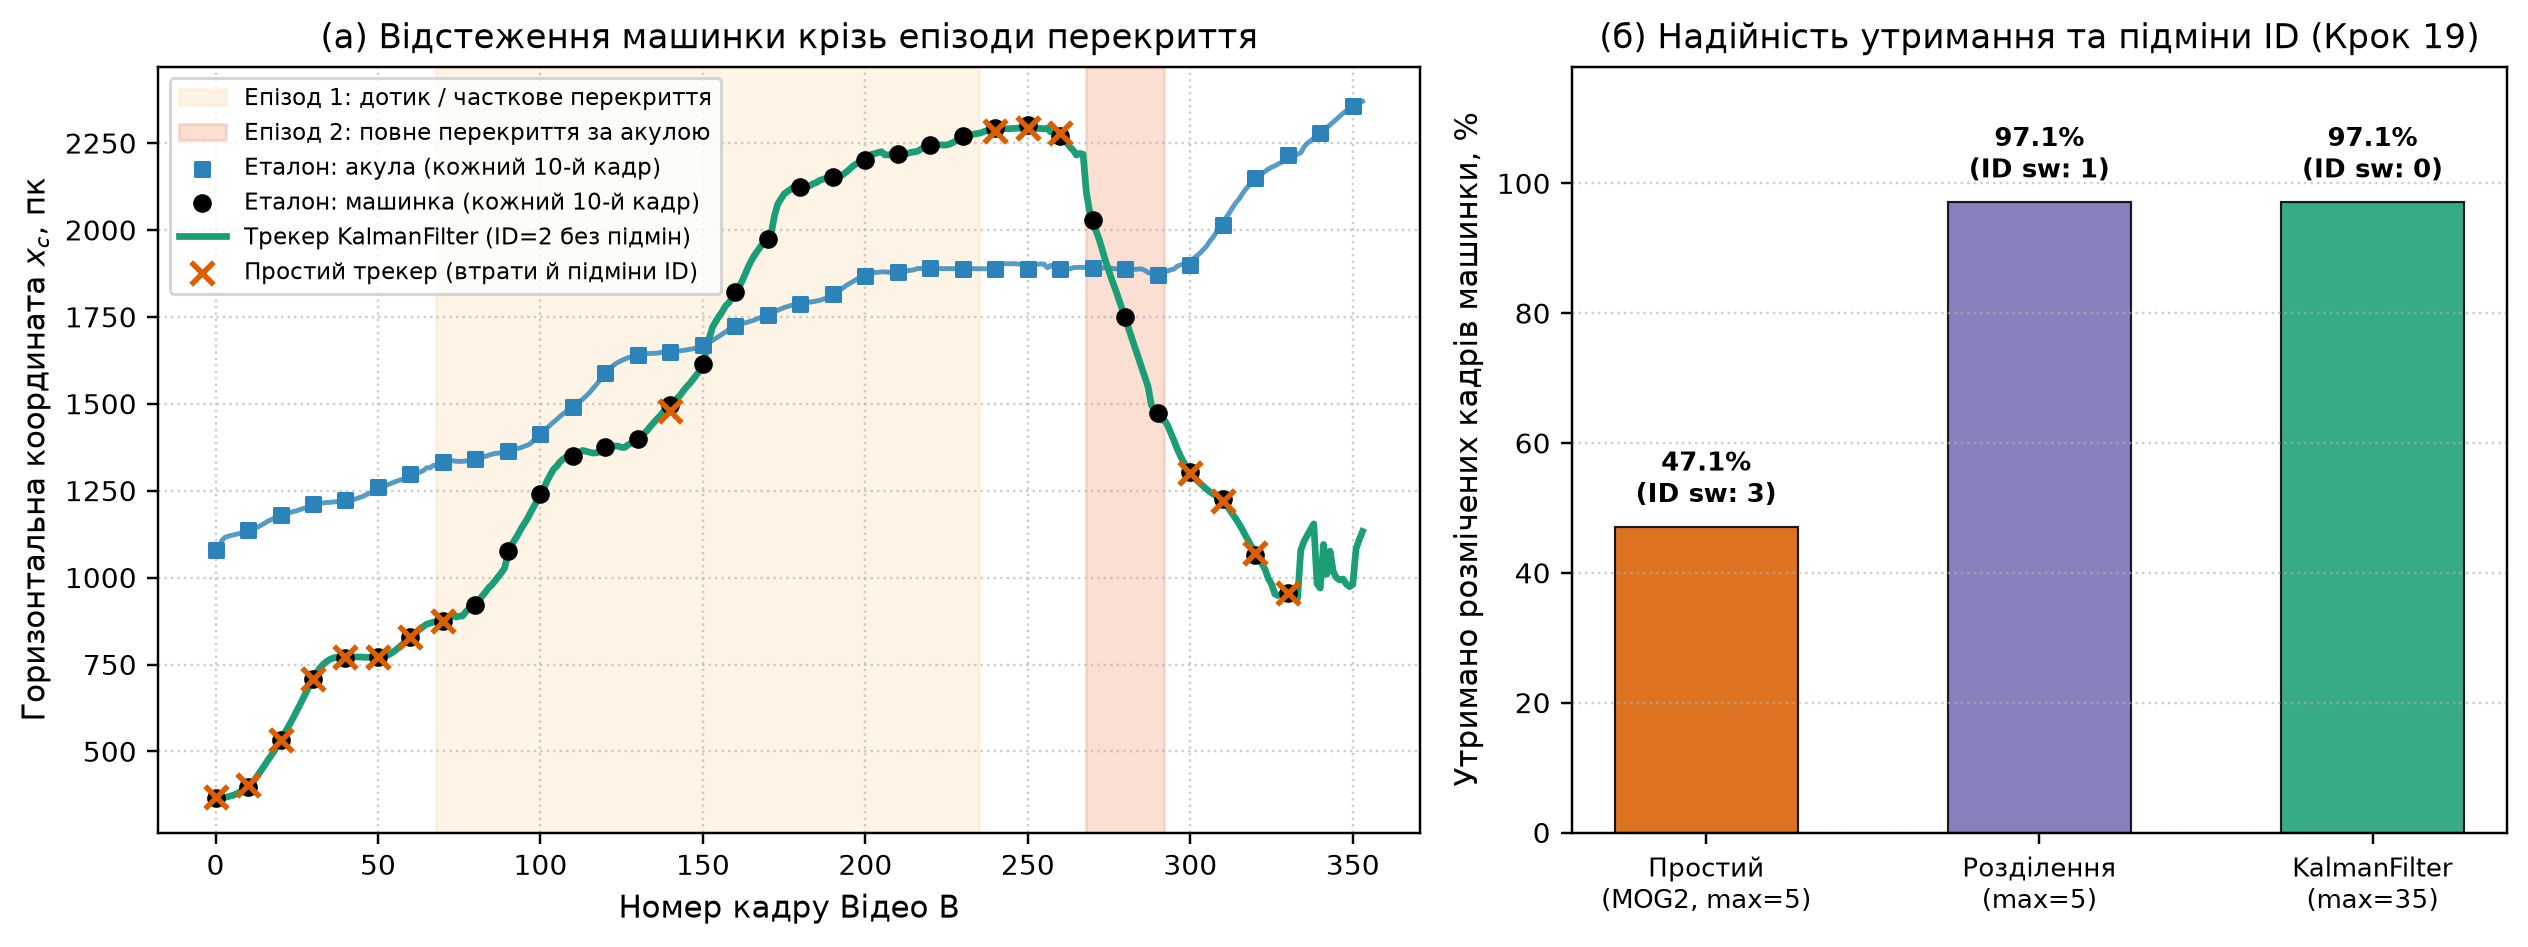 (а) Відстеження машинки крізь епізоди перекриття
Епізод 1: дотик / часткове перекриття
Епізод 2: повне перекриття за акулою
Еталон: акула (кожний 10-й кадр)
Еталон: машинка (кожний 10-й кадр)
Трекер KalmanFilter (ID=2 без підмін)
Простий трекер (втрати й підміни ID)
Горизонтальна координата x_c, пк
2250
2000
1750
1500
1250
1000
750
500
0 50 100 150 200 250 300 350
Номер кадру Відео В
(б) Надійність утримання та підміни ID (Крок 19)
Утримано розмічених кадрів машинки, %
100
80
60
40
20
0
47.1%
(ID sw: 3)
97.1%
(ID sw: 1)
97.1%
(ID sw: 0)
Простий
(MOG2, max=5)
Розділення
(max=5)
KalmanFilter
(max=35)